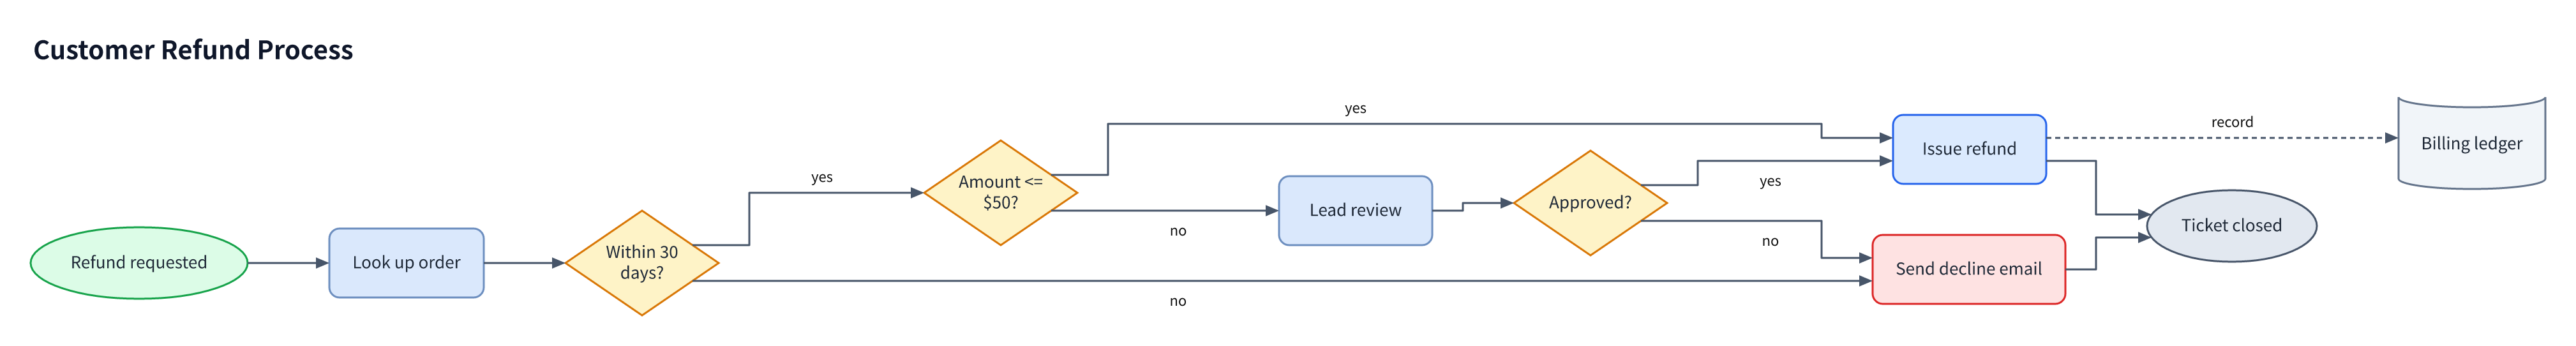 Customer Refund Process
Refund requested
Look up order
Within 30
days?
yes
no
Amount <=
$50?
yes
no
Lead review
Approved?
yes
no
Issue refund
Send decline email
record
Ticket closed
Billing ledger